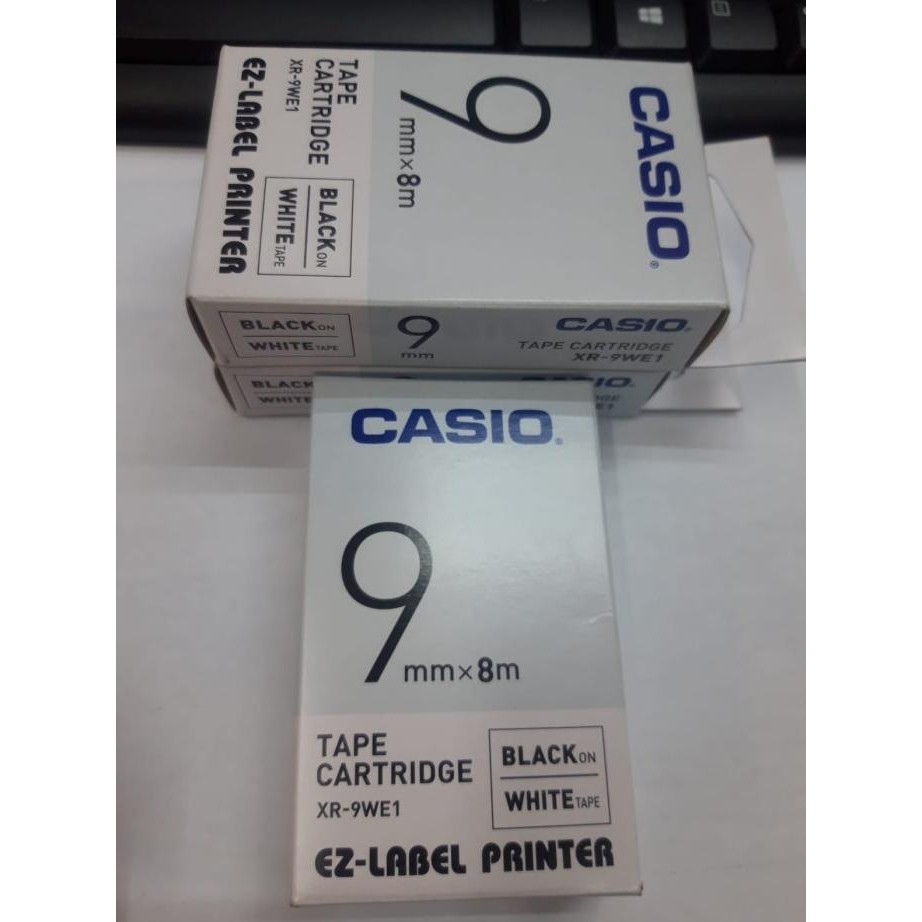 CASIO®
9 mm×8m
TAPE
CARTRIDGE
XR-9WE1
BLACK ON
WHITE TAPE
EZ-LABEL PRINTER
BLACK ON
WHITE TAPE
9
mm
CASIO®
TAPE CARTRIDGE
XR-9WE1
BLACK
WHITE
CASIO.
9 mm×8m
TAPE
CARTRIDGE
XR-9WE1
BLACK ON
WHITE TAPE
EZ-LABEL PRINTER